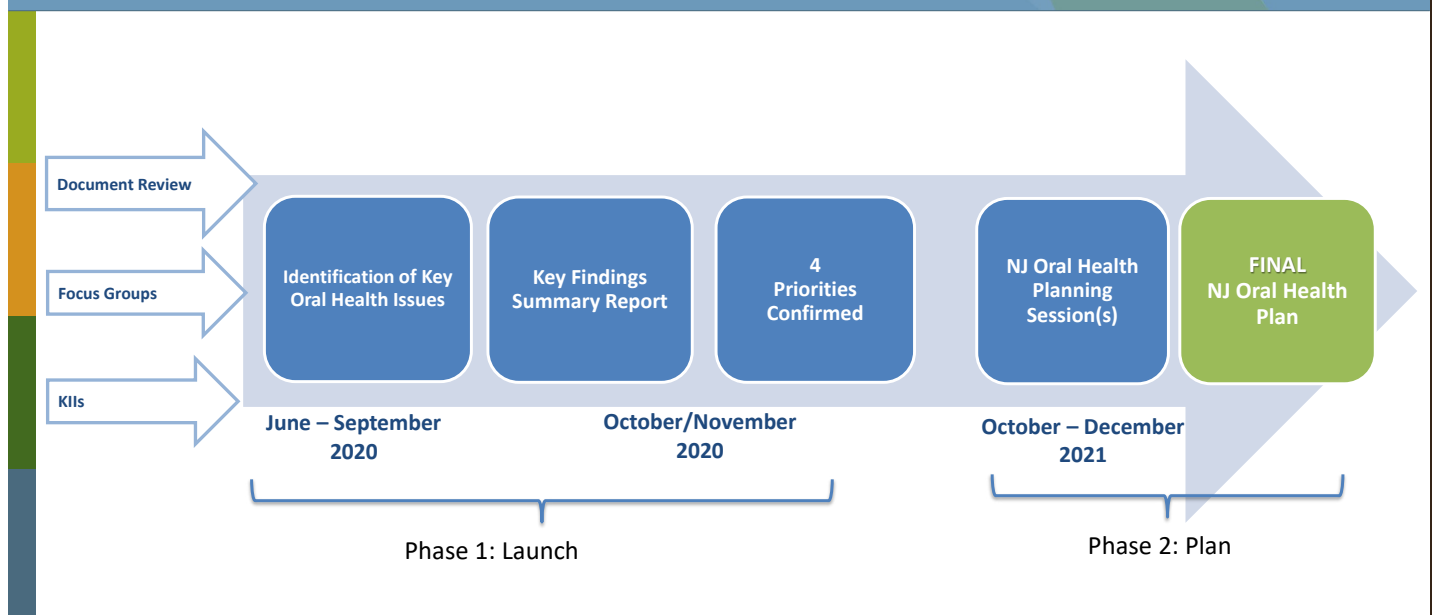 Document Review
Focus Groups
KIIs
Identification of Key
Oral Health Issues
Key Findings
Summary Report
4
Priorities
Confirmed
NJ Oral Health
Planning
Session(s)
FINAL
NJ Oral Health
Plan
June – September
2020
October/November
2020
October – December
2021
Phase 1: Launch
Phase 2: Plan